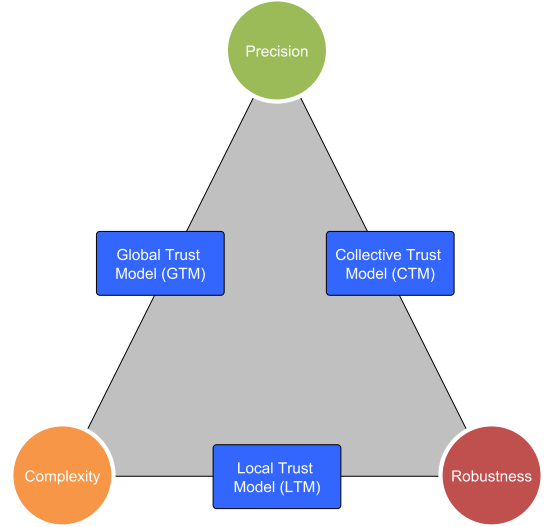 Precision
Global Trust
Model (GTM)
Collective Trust
Model (CTM)
Complexity
Local Trust
Model (LTM)
Robustness